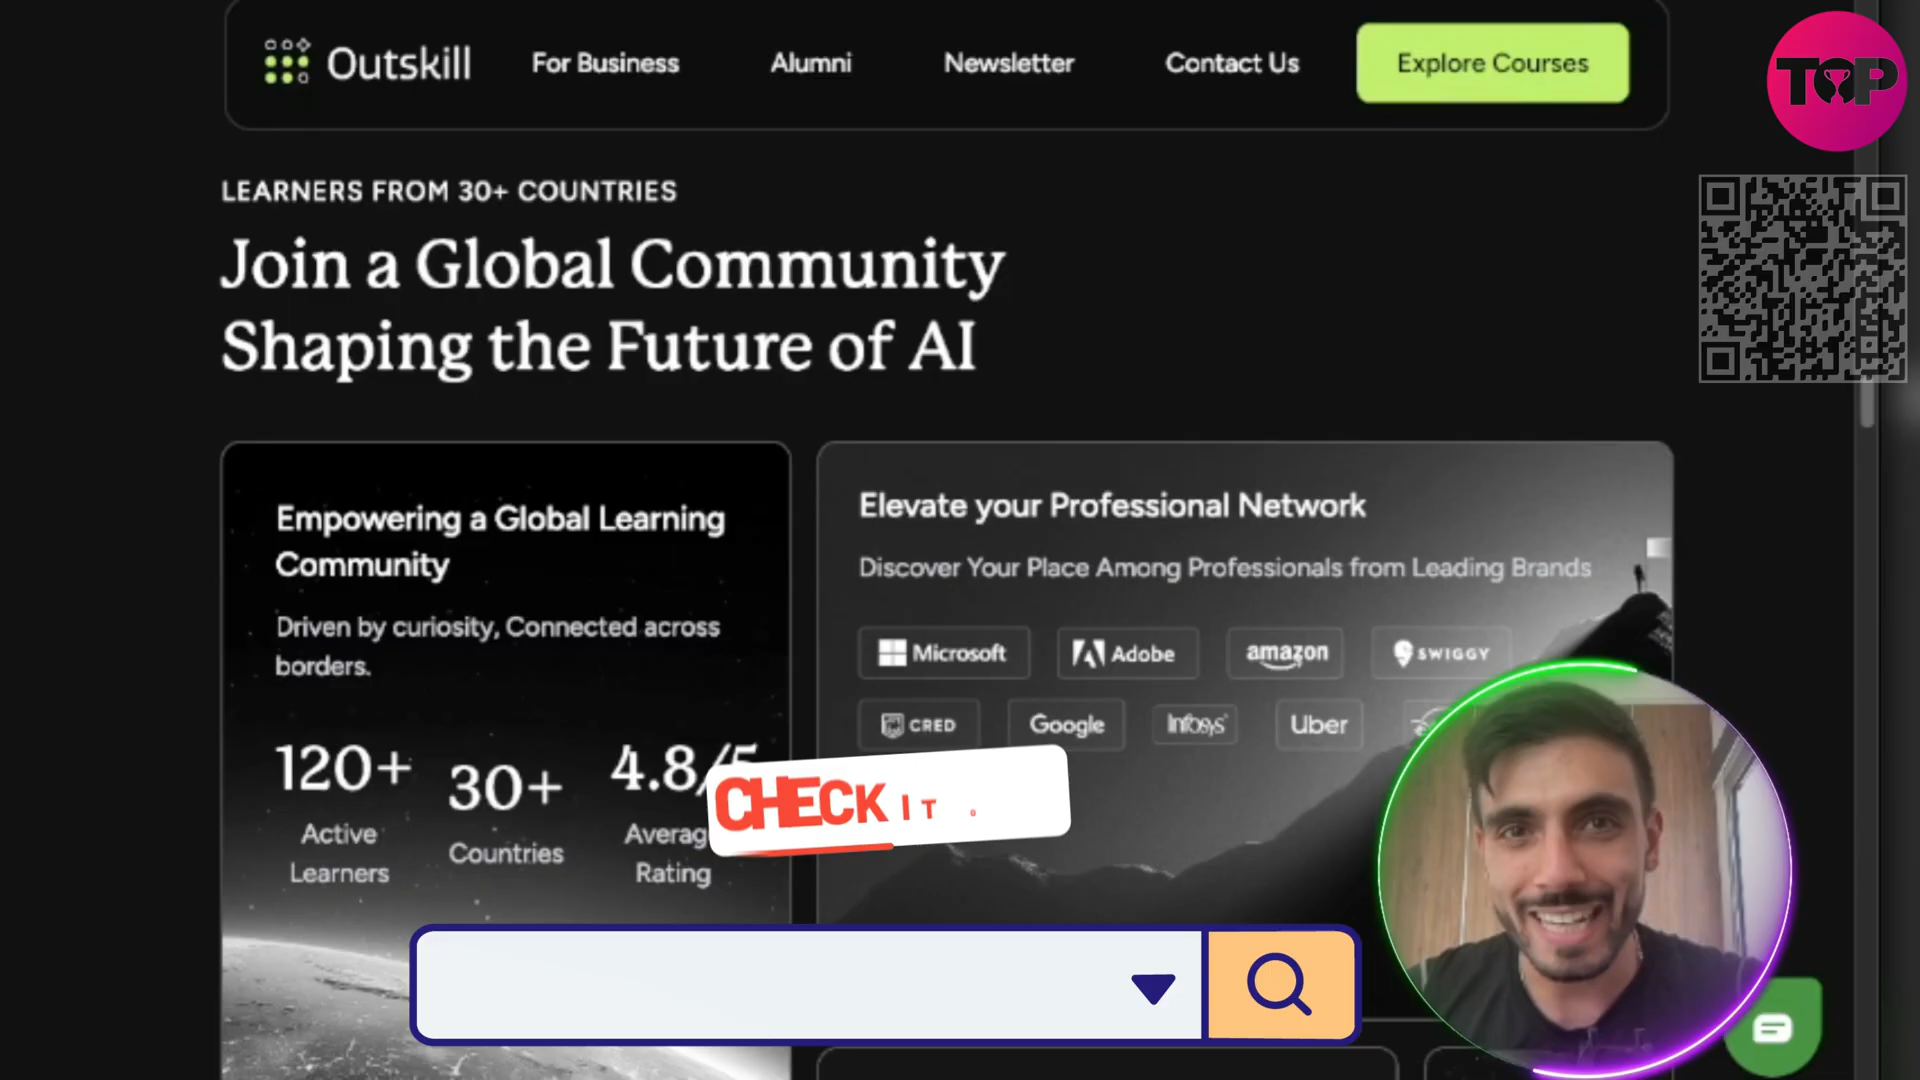 Outskill
For Business
Alumni
Newsletter
Contact Us
Explore Courses
TOP
LEARNERS FROM 30+ COUNTRIES
Join a Global Community
Shaping the Future of AI
Empowering a Global Learning
Community
Driven by curiosity, Connected across
borders.
120+
Active
Learners
30+
Countries
4.8/5
Average
Rating
Elevate your Professional Network
Discover Your Place Among Professionals from Leading Brands
Microsoft
Adobe
amazon
SWIGGY
CRED
Google
Infosys
Uber
CHECK IT